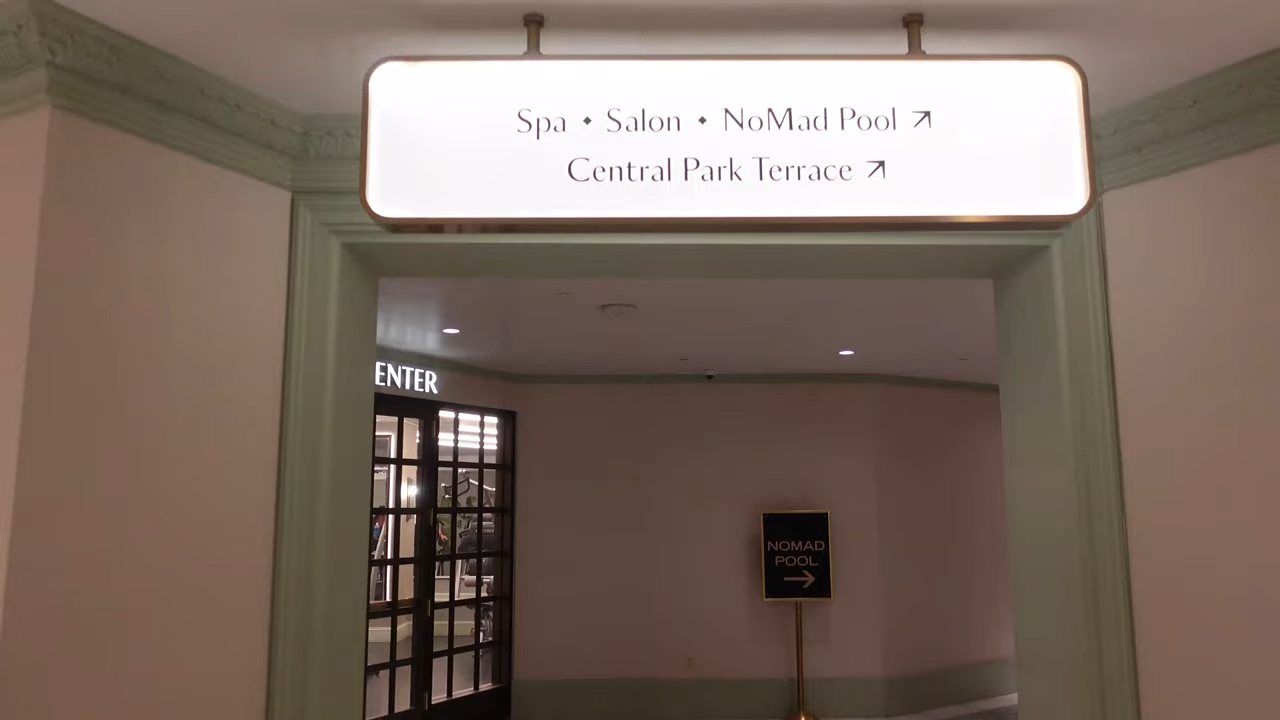 Spa • Salon • NoMad Pool ↗
Central Park Terrace ↗
ENTER
NOMAD
POOL
→